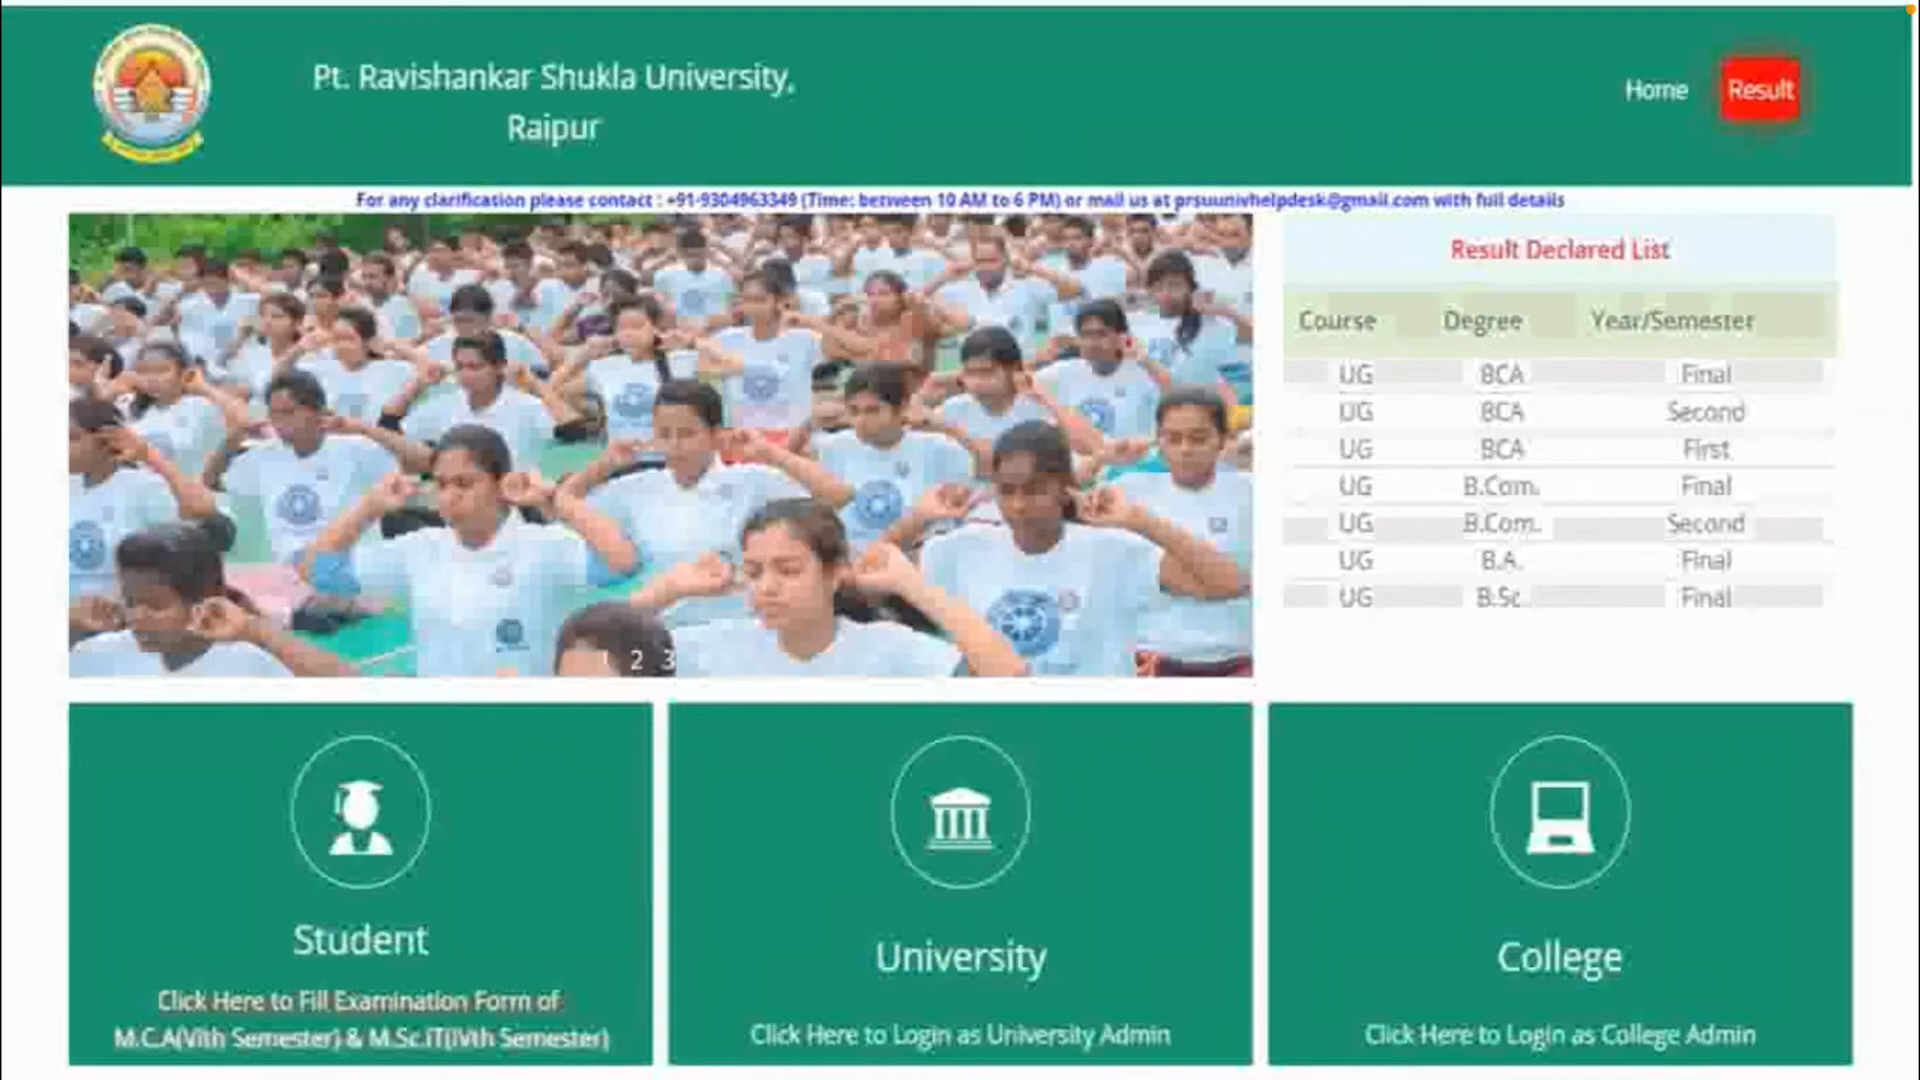 Pt. Ravishankar Shukla University,
Raipur
Home Result
For any clarification please contact : +91-9304963349 (Time: between 10 AM to 6 PM) or mail us at prsuunivhelpdesk@gmail.com with full details
Result Declared List
Course Degree Year/Semester
UG BCA Final
UG BCA Second
UG BCA First
UG B.Com. Final
UG B.Com. Second
UG B.A. Final
UG B.Sc. Final
1 2 3
Student
Click Here to Fill Examination Form of
M.C.A(VIth Semester) & M.Sc.IT(IVth Semester)
University
Click Here to Login as University Admin
College
Click Here to Login as College Admin